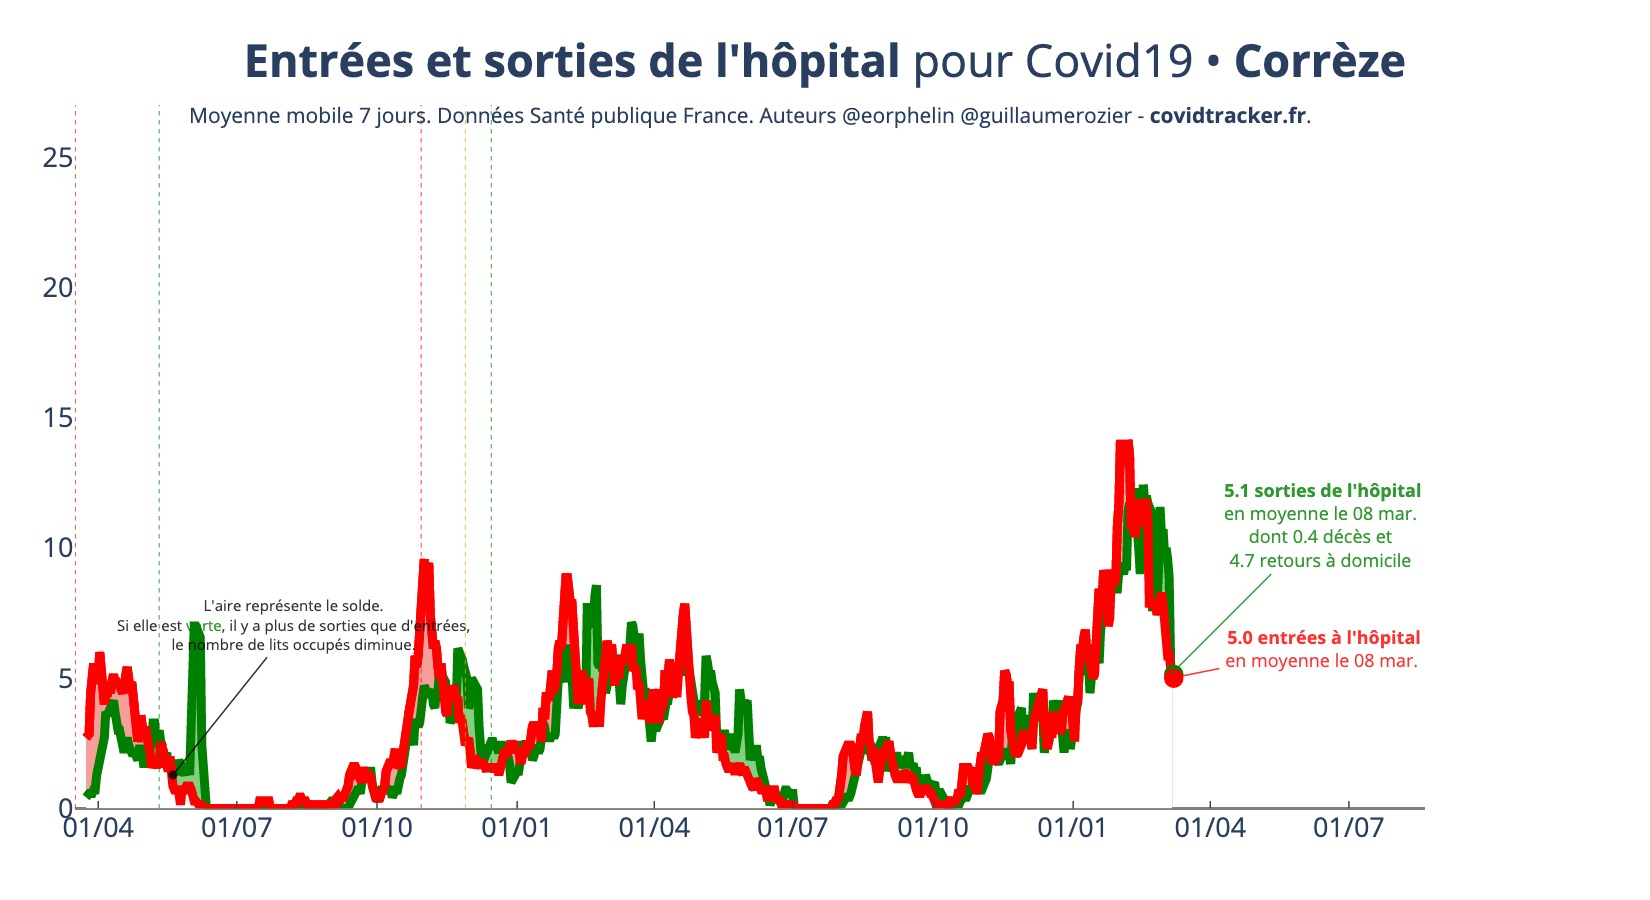 Entrées et sorties de l'hôpital pour Covid19 • Corrèze
Moyenne mobile 7 jours. Données Santé publique France. Auteurs @eorphelin @guillaumerozier - covidtracker.fr.
25
20
15
10
5
0
5.1 sorties de l'hôpital
en moyenne le 08 mar.
dont 0.4 décès et
4.7 retours à domicile
L'aire représente le solde.
Si elle est verte, il y a plus de sorties que d'entrées,
le nombre de lits occupés diminue.
5.0 entrées à l'hôpital
en moyenne le 08 mar.
01/04 01/07 01/10 01/01 01/04 01/07 01/10 01/01 01/04 01/07